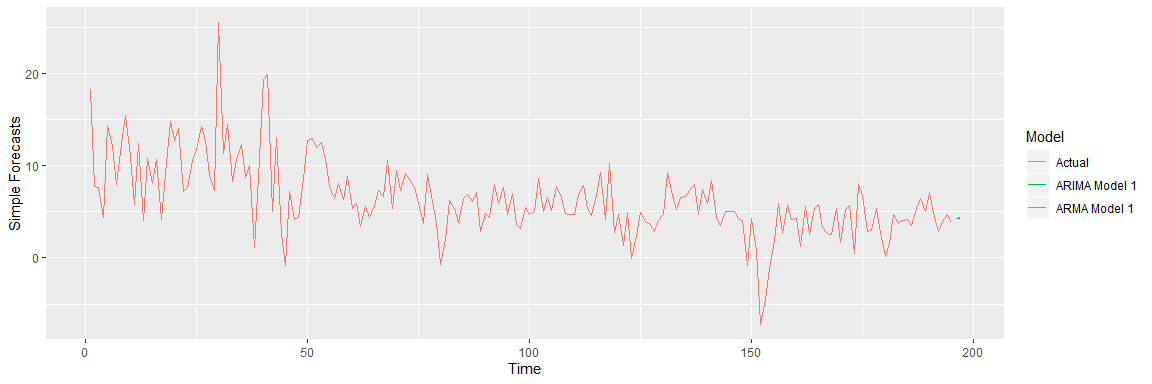 Simple Forecasts
20
10
0
0
50
100
150
200
Time
Model
Actual
ARIMA Model 1
ARMA Model 1